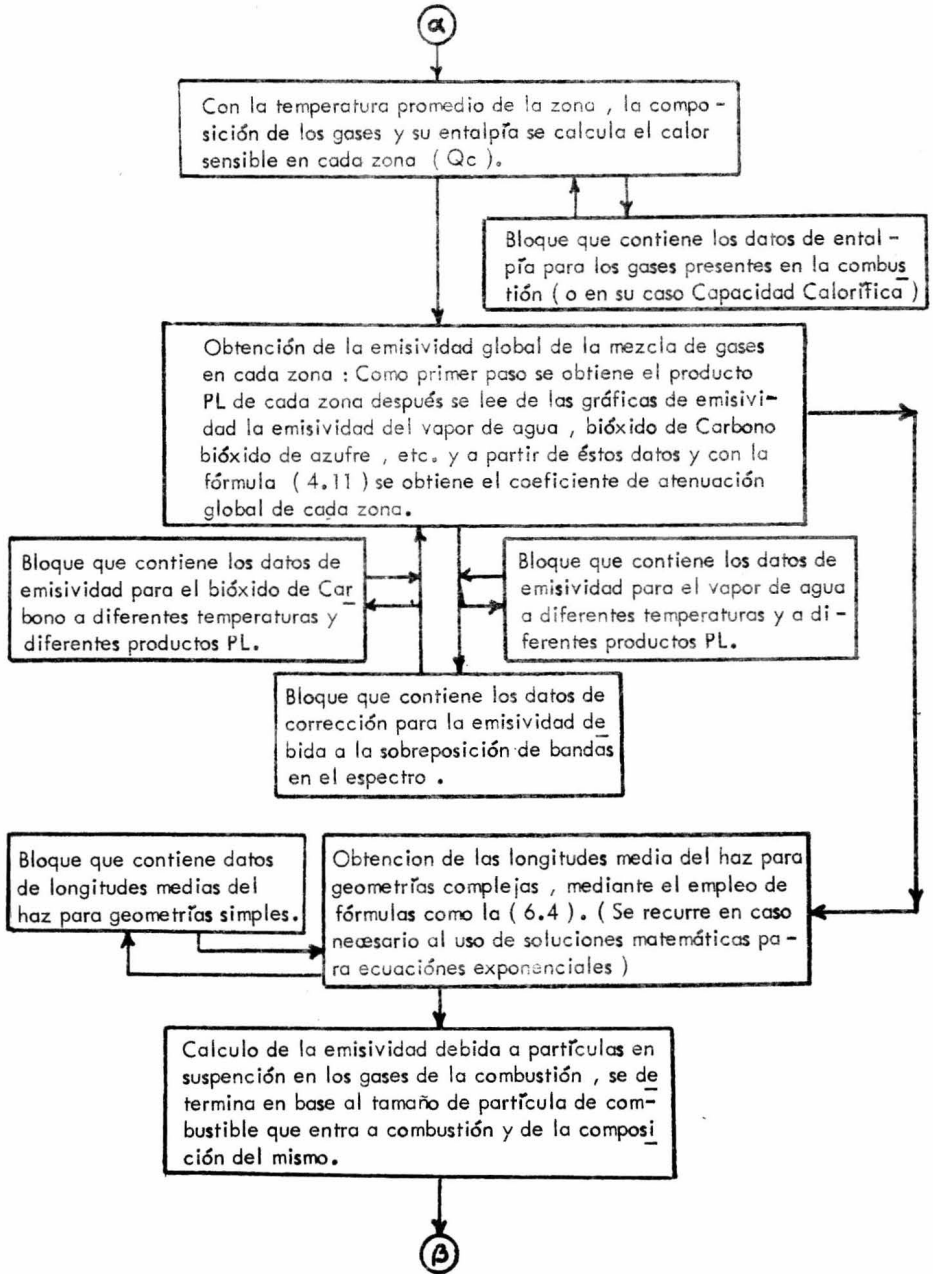 α
Con la temperatura promedio de la zona , la compo -
sición de los gases y su entalpía se calcula el calor
sensible en cada zona ( Qc ).
Bloque que contiene los datos de ental -
pía para los gases presentes en la combus
tión ( o en su caso Capacidad Calorífica )
Obtención de la emisividad global de la mezcla de gases
en cada zona : Como primer paso se obtiene el producto
PL de cada zona después se lee de las gráficas de emisivi-
dad la emisividad del vapor de agua , bióxido de Carbono
bióxido de azufre , etc. y a partir de éstos datos y con la
fórmula ( 4.11 ) se obtiene el coeficiente de atenuación
global de cada zona.
Bloque que contiene los datos de
emisividad para el bióxido de Car
bono a diferentes temperaturas y
diferentes productos PL.
Bloque que contiene los datos de
emisividad para el vapor de agua
a diferentes temperaturas y a di -
ferentes productos PL.
Bloque que contiene los datos de
corrección para la emisividad de
bida a la sobreposición de bandas
en el espectro .
Bloque que contiene datos
de longitudes medias del
haz para geometrías simples.
Obtencion de las longitudes media del haz para
geometrías complejas , mediante el empleo de
fórmulas como la ( 6.4 ). ( Se recurre en caso
necesario al uso de soluciones matemáticas pa -
ra ecuaciónes exponenciales )
Calculo de la emisividad debida a partículas en
suspención en los gases de la combustión , se de
termina en base al tamaño de partícula de com-
bustible que entra a combustión y de la composi
ción del mismo.
β